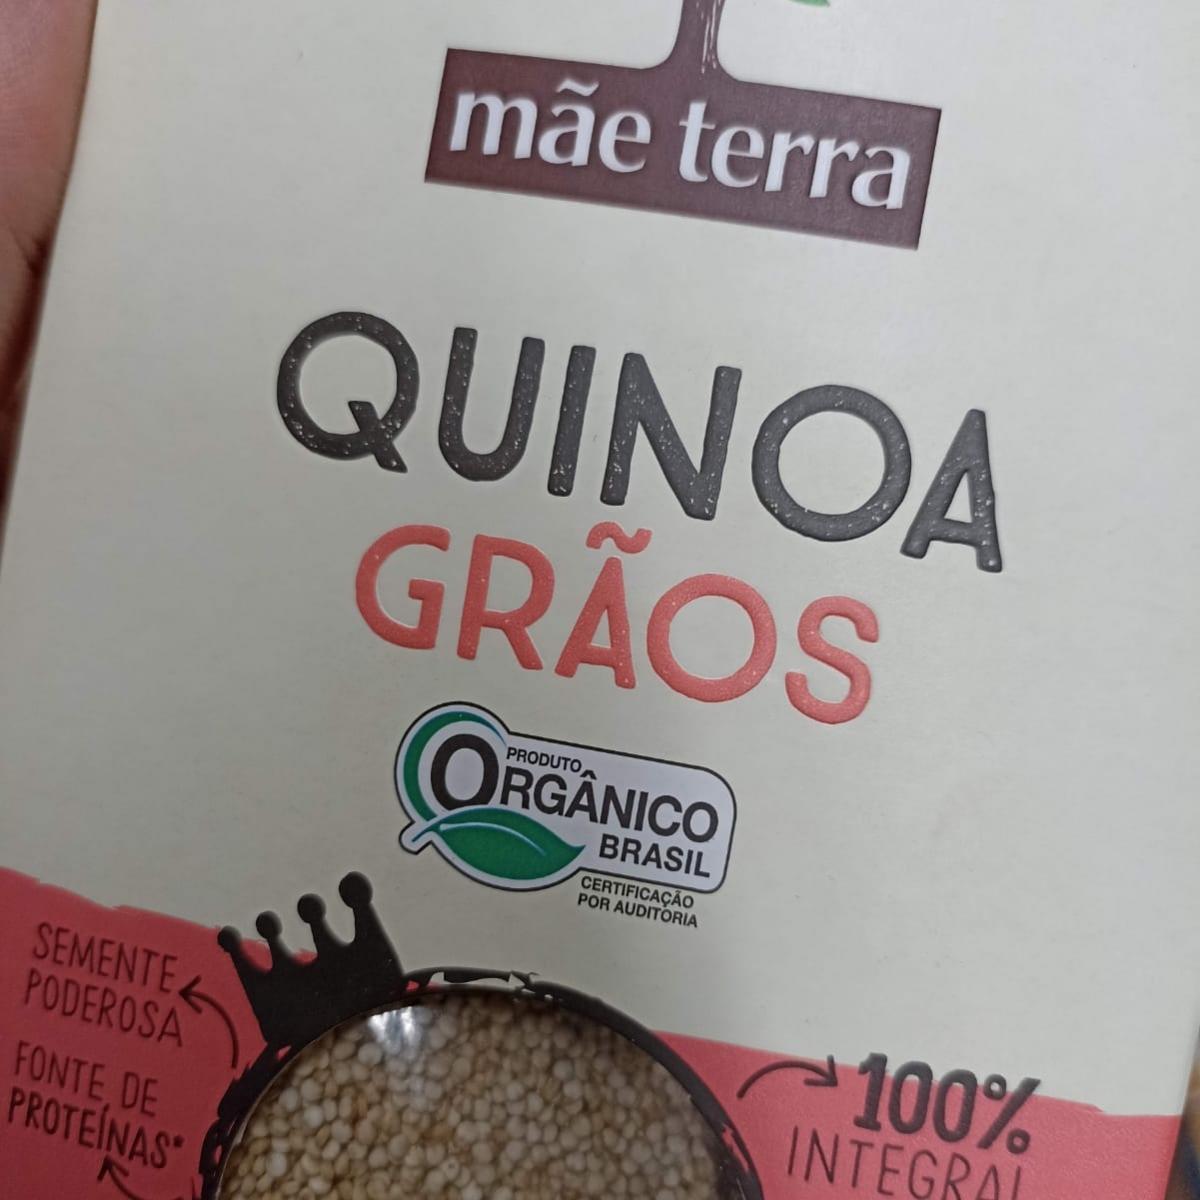 mãe terra
QUINOA
GRÃOS
PRODUTO
ORGÂNICO
BRASIL
CERTIFICAÇÃO
POR AUDITORIA
SEMENTE
PODEROSA
FONTE DE
PROTEÍNAS*
100%
INTEGRAL